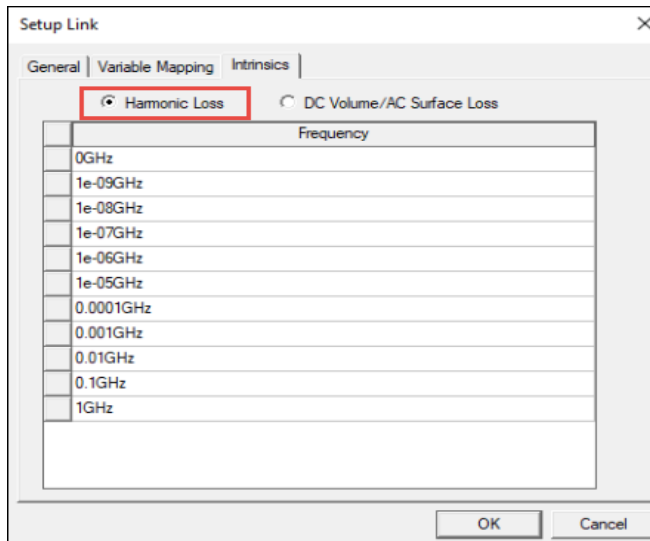 Setup Link
General Variable Mapping Intrinsics
Harmonic Loss DC Volume/AC Surface Loss
Frequency
0GHz
1e-09GHz
1e-08GHz
1e-07GHz
1e-06GHz
1e-05GHz
0.0001GHz
0.001GHz
0.01GHz
0.1GHz
1GHz
OK Cancel